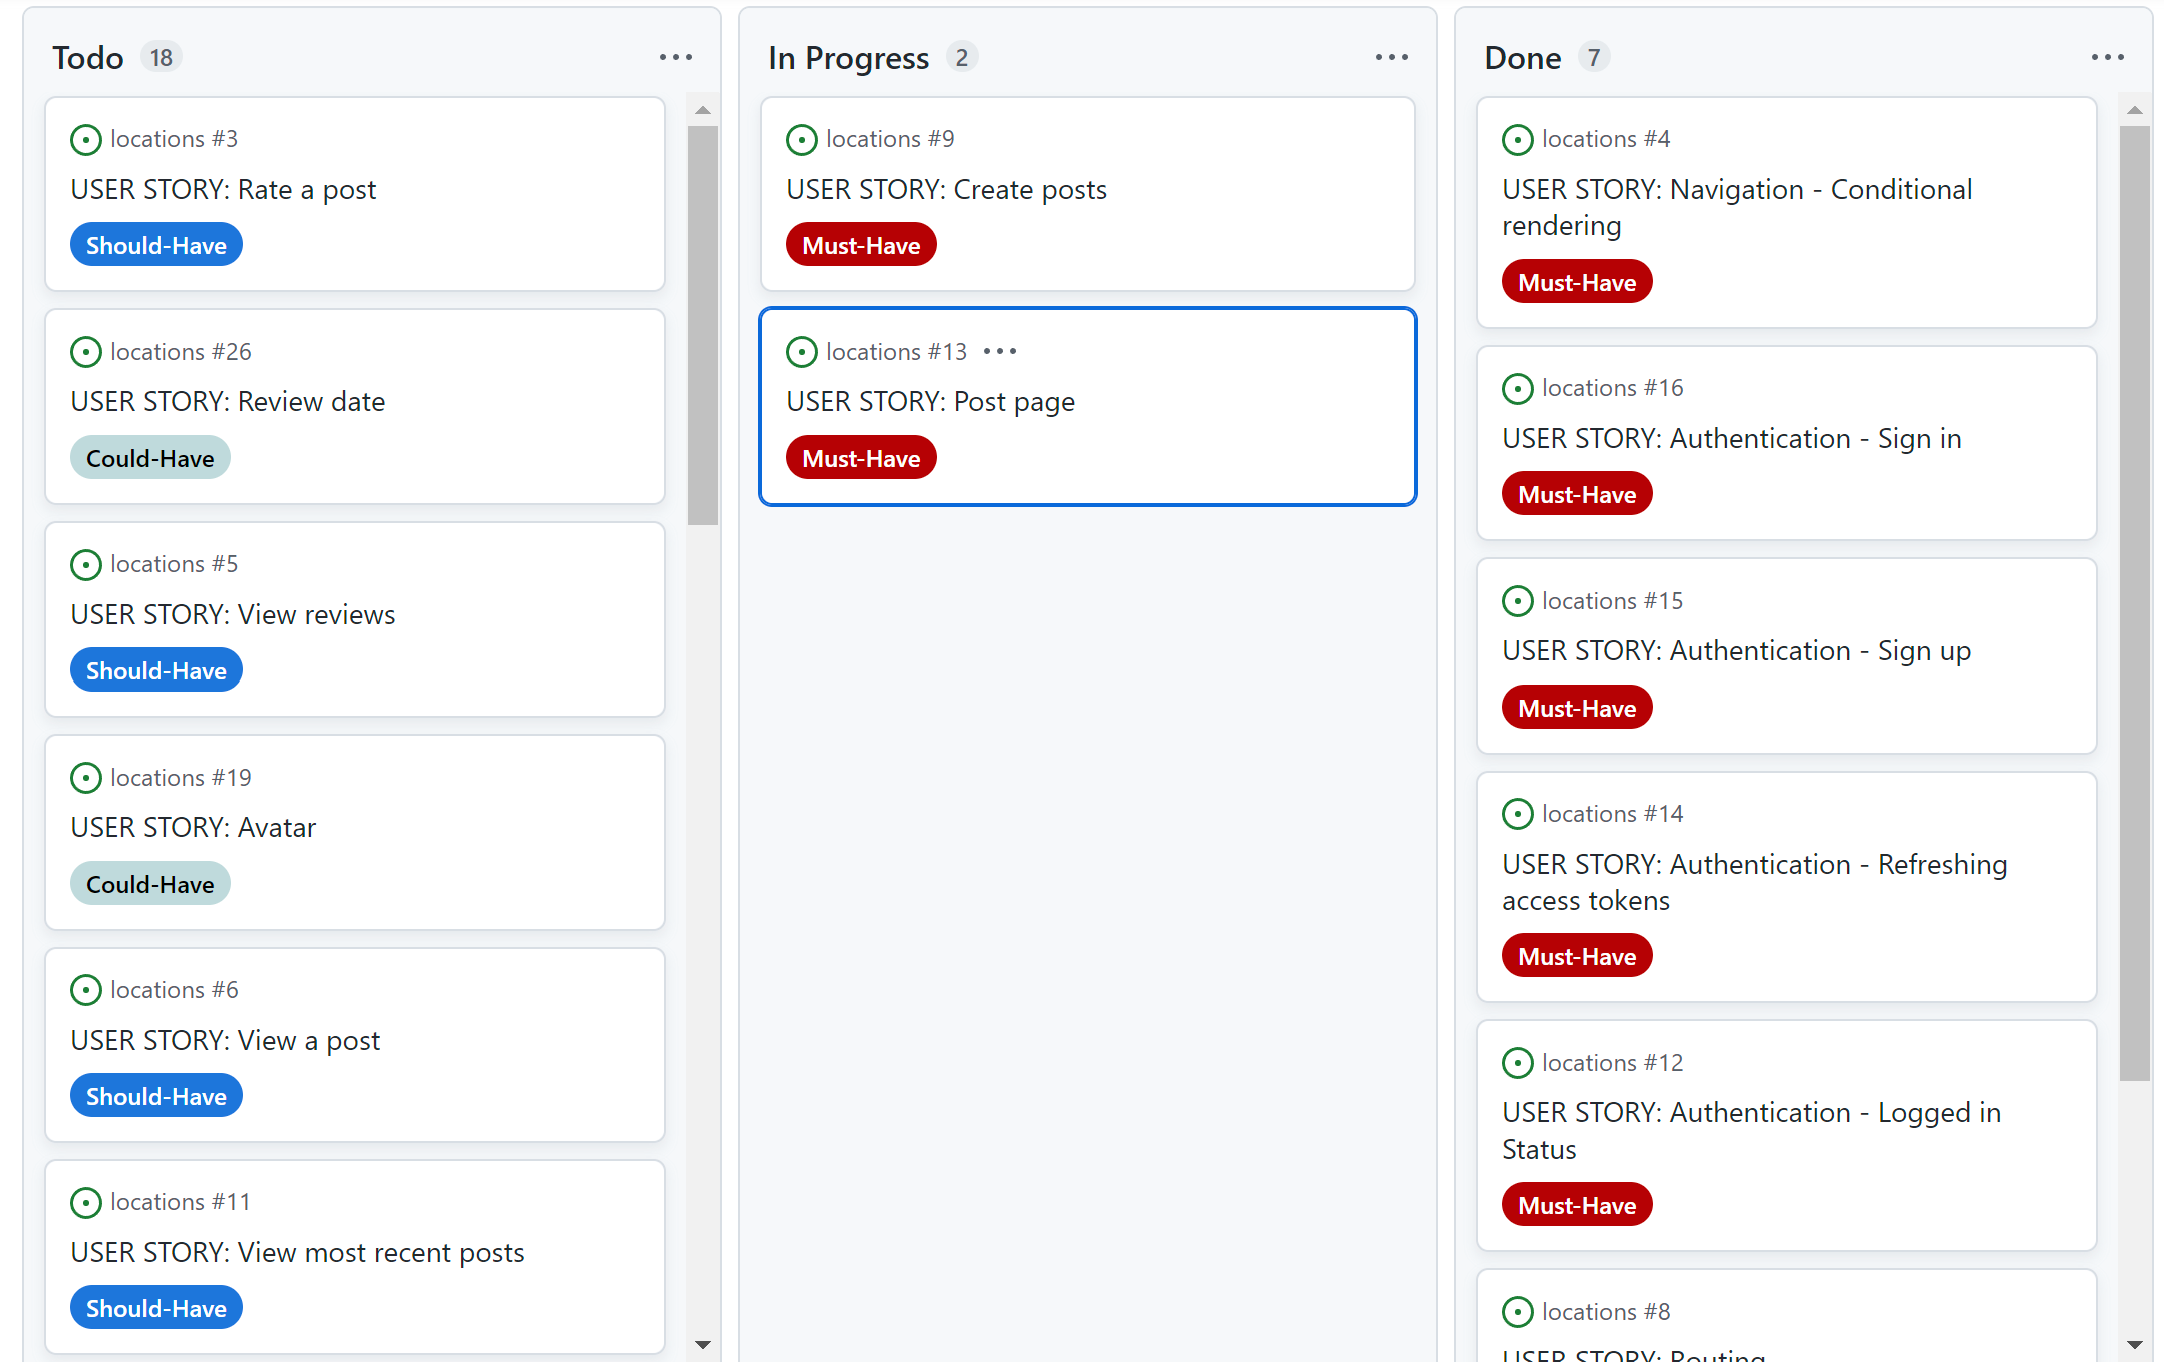 Todo 18
locations #3
USER STORY: Rate a post
Should-Have
locations #26
USER STORY: Review date
Could-Have
locations #5
USER STORY: View reviews
Should-Have
locations #19
USER STORY: Avatar
Could-Have
locations #6
USER STORY: View a post
Should-Have
locations #11
USER STORY: View most recent posts
Should-Have
In Progress 2
locations #9
USER STORY: Create posts
Must-Have
locations #13
USER STORY: Post page
Must-Have
Done 7
locations #4
USER STORY: Navigation - Conditional
rendering
Must-Have
locations #16
USER STORY: Authentication - Sign in
Must-Have
locations #15
USER STORY: Authentication - Sign up
Must-Have
locations #14
USER STORY: Authentication - Refreshing
access tokens
Must-Have
locations #12
USER STORY: Authentication - Logged in
Status
Must-Have
locations #8
USER STORY: Routing